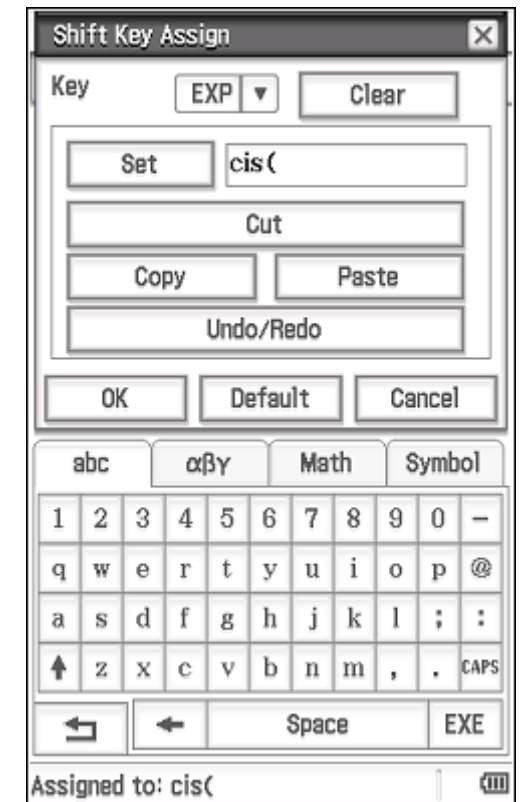 Shift Key Assign
Key EXP ▼ Clear
Set cis(
Cut
Copy Paste
Undo/Redo
OK Default Cancel
abc αβγ Math Symbol
1 2 3 4 5 6 7 8 9 0 −
q w e r t y u i o p @
a s d f g h j k l ; :
z x c v b n m , . CAPS
Space EXE
Assigned to: cis(